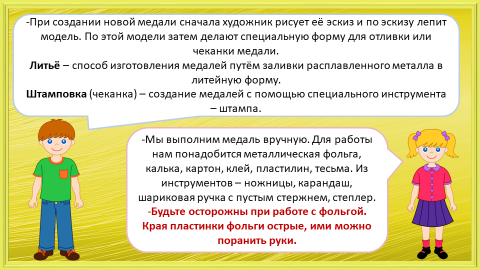 -При создании новой медали сначала художник рисует её эскиз и по эскизу лепит
модель. По этой модели затем делают специальную форму для отливки или
чеканки медали.
Литьё – способ изготовления медалей путём заливки расплавленного металла в
литейную форму.
Штамповка (чеканка) – создание медалей с помощью специального инструмента
– штампа.
-Мы выполним медаль вручную. Для работы
нам понадобится металлическая фольга,
калька, картон, клей, пластилин, тесьма. Из
инструментов – ножницы, карандаш,
шариковая ручка с пустым стержнем, степлер.
-Будьте осторожны при работе с фольгой.
Края пластинки фольги острые, ими можно
поранить руки.